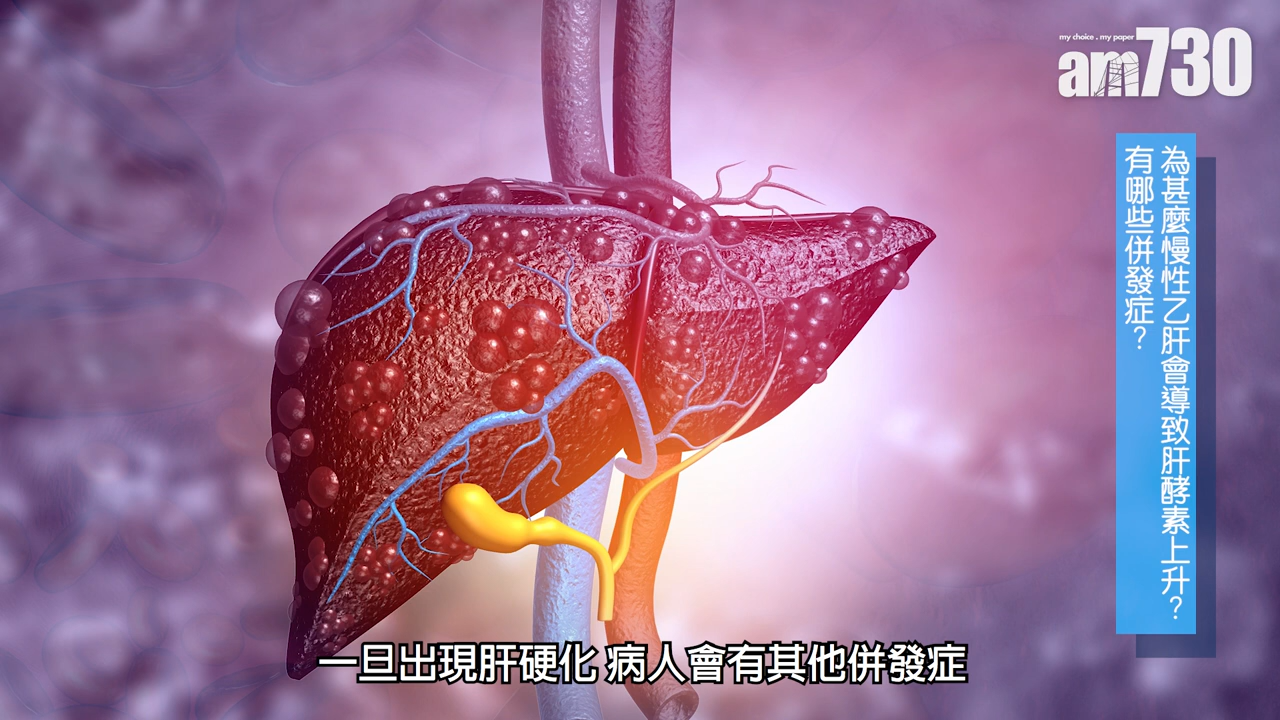 my choice . my paper
am730
為甚麼慢性乙肝會導致肝酵素上升？
有哪些併發症？
一旦出現肝硬化 病人會有其他併發症